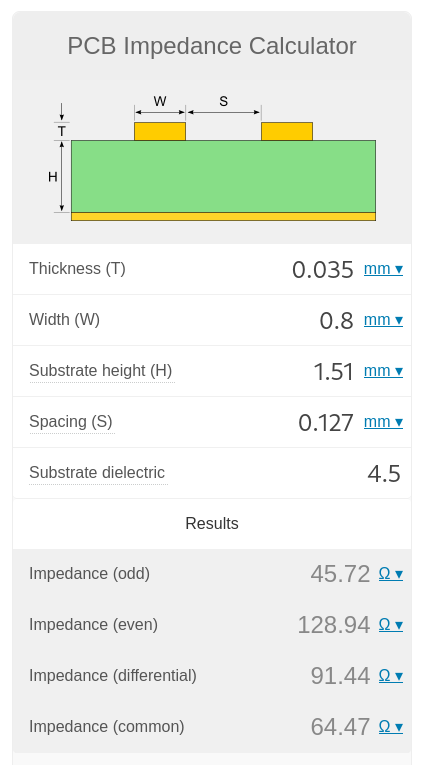 PCB Impedance Calculator
W
S
T
H
Thickness (T) 0.035 mm ▾
Width (W) 0.8 mm ▾
Substrate height (H) 1.51 mm ▾
Spacing (S) 0.127 mm ▾
Substrate dielectric 4.5
Results
Impedance (odd) 45.72 Ω ▾
Impedance (even) 128.94 Ω ▾
Impedance (differential) 91.44 Ω ▾
Impedance (common) 64.47 Ω ▾